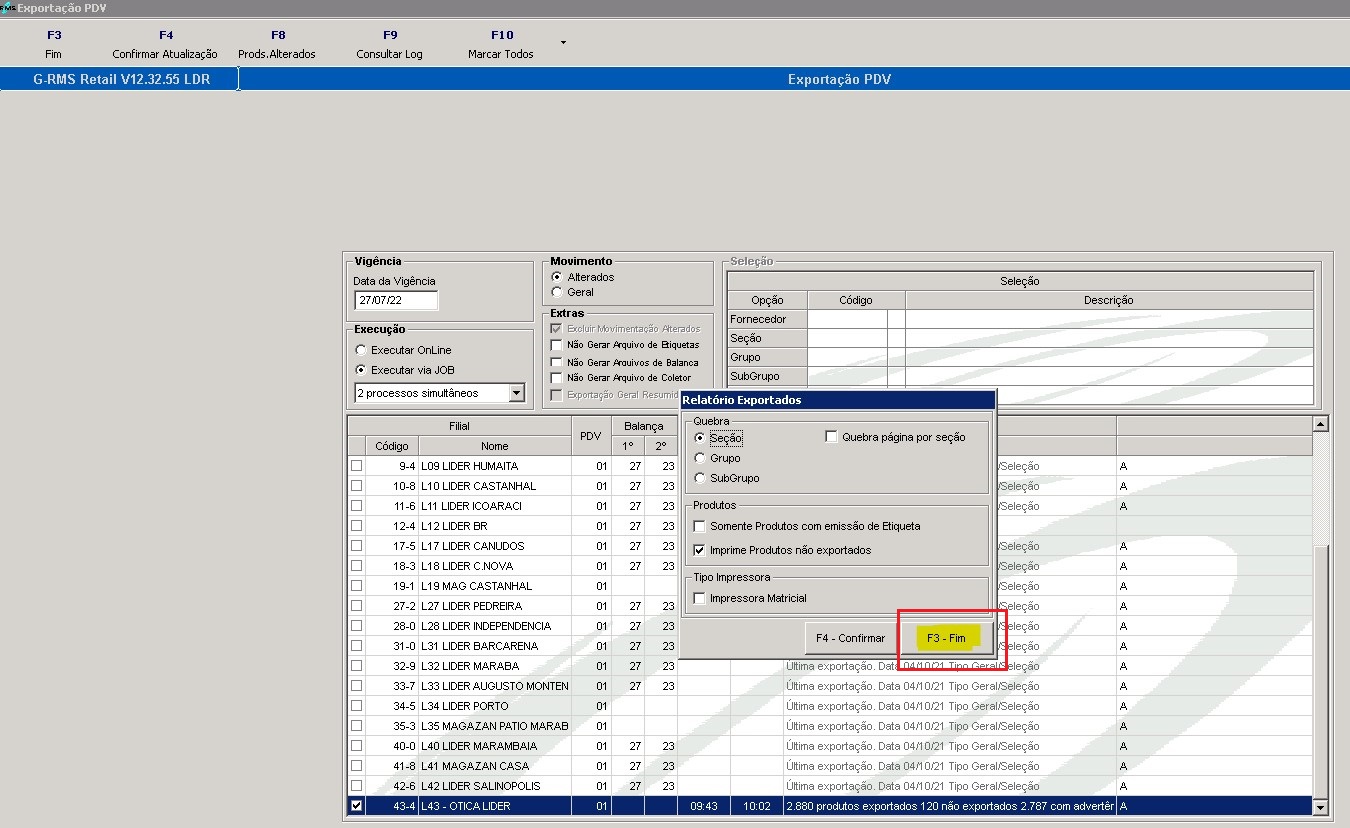 RMS Exportação PDV
F3 F4 F8 F9 F10
Fim Confirmar Atualização Prods.Alterados Consultar Log Marcar Todos
G-RMS Retail V12.32.55 LDR Exportação PDV
Vigência
Data da Vigência
27/07/22
Execução
Executar OnLine
Executar via JOB
2 processos simultâneos
Movimento
Alterados
Geral
Extras
Excluir Movimentação Alterados
Não Gerar Arquivo de Etiquetas
Não Gerar Arquivos de Balanca
Não Gerar Arquivo de Coletor
Exportação Geral Resumid
Seleção
Seleção
Opção Código Descrição
Fornecedor
Seção
Grupo
SubGrupo
Relatório Exportados
Quebra
Seção Quebra página por seção
Grupo
SubGrupo
Produtos
Somente Produtos com emissão de Etiqueta
Imprime Produtos não exportados
Tipo Impressora
Impressora Matricial
F4 - Confirmar F3 - Fim
Filial PDV Balança
Código Nome 1º 2º
9-4 L09 LIDER HUMAITA 01 27 23 /Seleção A
10-8 L10 LIDER CASTANHAL 01 27 23 /Seleção A
11-6 L11 LIDER ICOARACI 01 27 23 /Seleção A
12-4 L12 LIDER BR 01 27 23
17-5 L17 LIDER CANUDOS 01 27 23 /Seleção A
18-3 L18 LIDER C.NOVA 01 27 23 /Seleção A
19-1 L19 MAG CASTANHAL 01 /Seleção A
27-2 L27 LIDER PEDREIRA 01 27 23 /Seleção A
28-0 L28 LIDER INDEPENDENCIA 01 27 23 /Seleção A
31-0 L31 LIDER BARCARENA 01 27 23 /Seleção A
32-9 L32 LIDER MARABA 01 27 23 Última exportação. Data 04/10/21 Tipo Geral/Seleção A
33-7 L33 LIDER AUGUSTO MONTEN 01 27 23 Última exportação. Data 04/10/21 Tipo Geral/Seleção A
34-5 L34 LIDER PORTO 01 Última exportação. Data 04/10/21 Tipo Geral/Seleção A
35-3 L35 MAGAZAN PATIO MARAB 01 Última exportação. Data 04/10/21 Tipo Geral/Seleção A
40-0 L40 LIDER MARAMBAIA 01 27 23 Última exportação. Data 04/10/21 Tipo Geral/Seleção A
41-8 L41 MAGAZAN CASA 01 27 23 Última exportação. Data 04/10/21 Tipo Geral/Seleção A
42-6 L42 LIDER SALINOPOLIS 01 27 23 Última exportação. Data 04/10/21 Tipo Geral/Seleção A
43-4 L43 - OTICA LIDER 01 09:43 10:02 2.880 produtos exportados 120 não exportados 2.787 com advertêr A